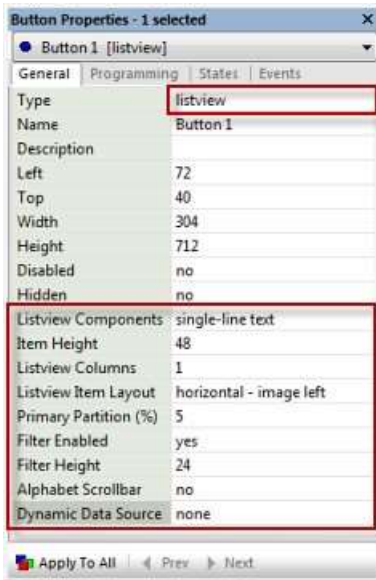 Button Properties - 1 selected ×
Button 1 [listview]
General Programming States Events
Type listview
Name Button 1
Description
Left 72
Top 40
Width 304
Height 712
Disabled no
Hidden no
Listview Components single-line text
Item Height 48
Listview Columns 1
Listview Item Layout horizontal - image left
Primary Partition (%) 5
Filter Enabled yes
Filter Height 24
Alphabet Scrollbar no
Dynamic Data Source none
Apply To All Prev Next